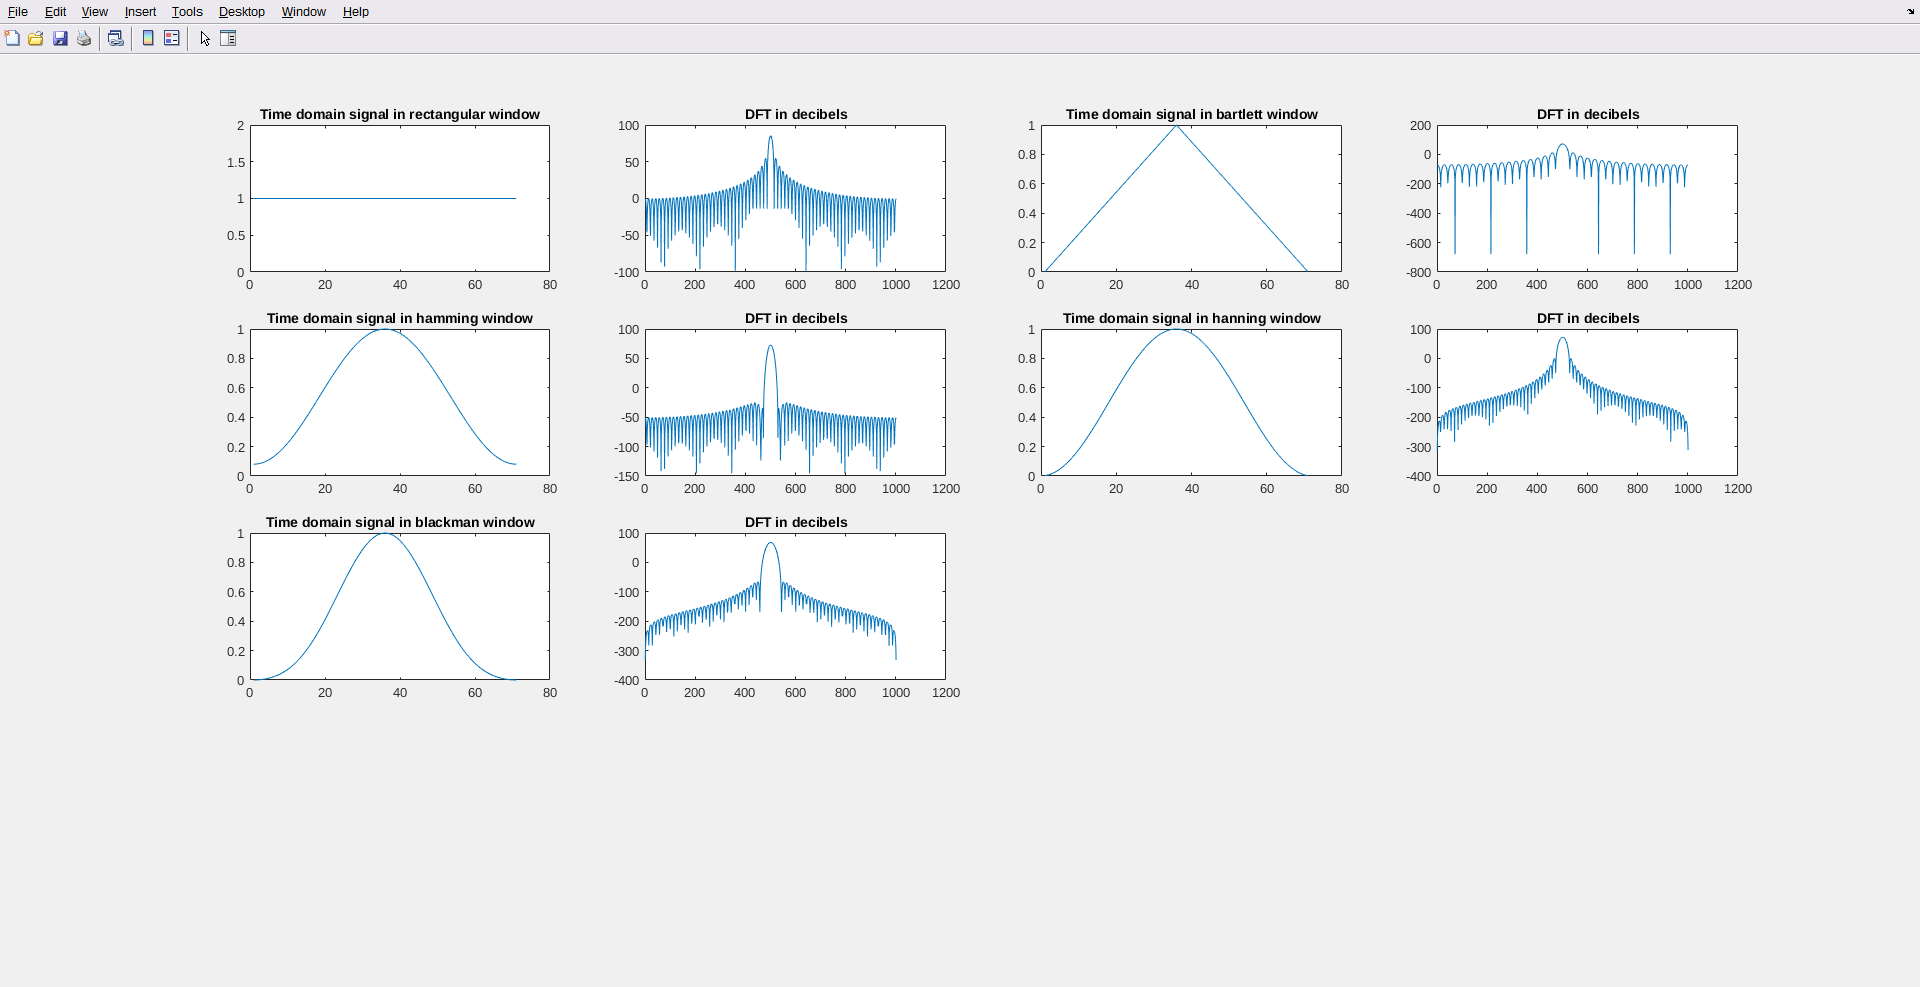 File Edit View Insert Tools Desktop Window Help
Time domain signal in rectangular window
2
1.5
1
0.5
0
0 20 40 60 80
DFT in decibels
100
50
0
-50
-100
0 200 400 600 800 1000 1200
Time domain signal in bartlett window
1
0.8
0.6
0.4
0.2
0
0 20 40 60 80
DFT in decibels
200
0
-200
-400
-600
-800
0 200 400 600 800 1000 1200
Time domain signal in hamming window
1
0.8
0.6
0.4
0.2
0
0 20 40 60 80
DFT in decibels
100
50
0
-50
-100
-150
0 200 400 600 800 1000 1200
Time domain signal in hanning window
1
0.8
0.6
0.4
0.2
0
0 20 40 60 80
DFT in decibels
100
0
-100
-200
-300
-400
0 200 400 600 800 1000 1200
Time domain signal in blackman window
1
0.8
0.6
0.4
0.2
0
0 20 40 60 80
DFT in decibels
100
0
-100
-200
-300
-400
0 200 400 600 800 1000 1200